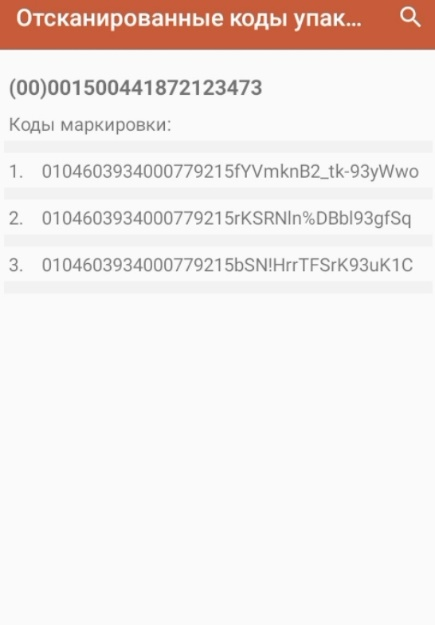 Отсканированные коды упак...
(00)001500441872123473
Коды маркировки:
1. 0104603934000779215fYVmknB2_tk-93yWwo
2. 0104603934000779215rKSRNln%DBbl93gfSq
3. 0104603934000779215bSN!HrrTFSrK93uK1C